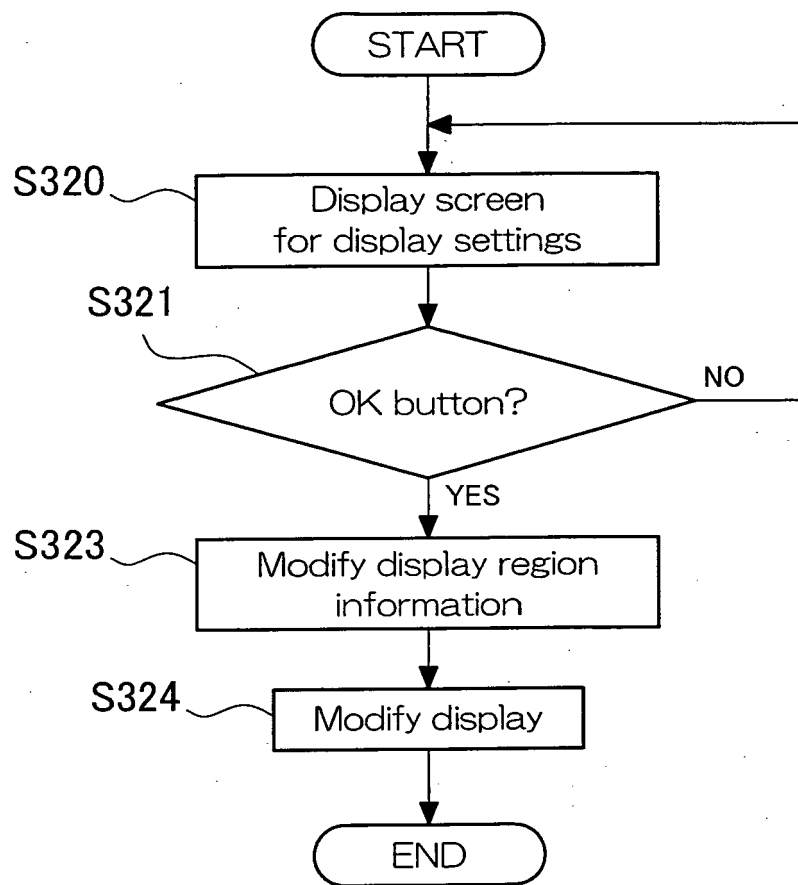 START
S320
Display screen
for display settings
S321
OK button?
NO
YES
S323
Modify display region
information
S324
Modify display
END